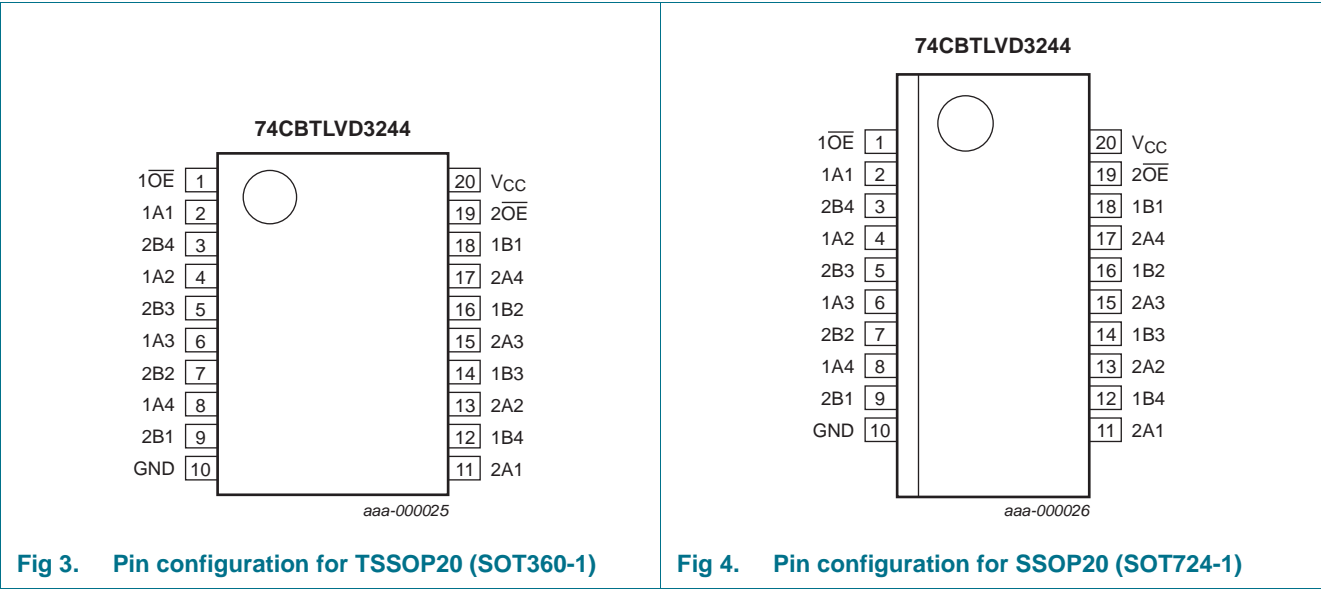 74CBTLVD3244
1O̅E̅ 1
1A1 2
2B4 3
1A2 4
2B3 5
1A3 6
2B2 7
1A4 8
2B1 9
GND 10
20 VCC
19 2O̅E̅
18 1B1
17 2A4
16 1B2
15 2A3
14 1B3
13 2A2
12 1B4
11 2A1
aaa-000025
Fig 3. Pin configuration for TSSOP20 (SOT360-1)
74CBTLVD3244
1O̅E̅ 1
1A1 2
2B4 3
1A2 4
2B3 5
1A3 6
2B2 7
1A4 8
2B1 9
GND 10
20 VCC
19 2O̅E̅
18 1B1
17 2A4
16 1B2
15 2A3
14 1B3
13 2A2
12 1B4
11 2A1
aaa-000026
Fig 4. Pin configuration for SSOP20 (SOT724-1)